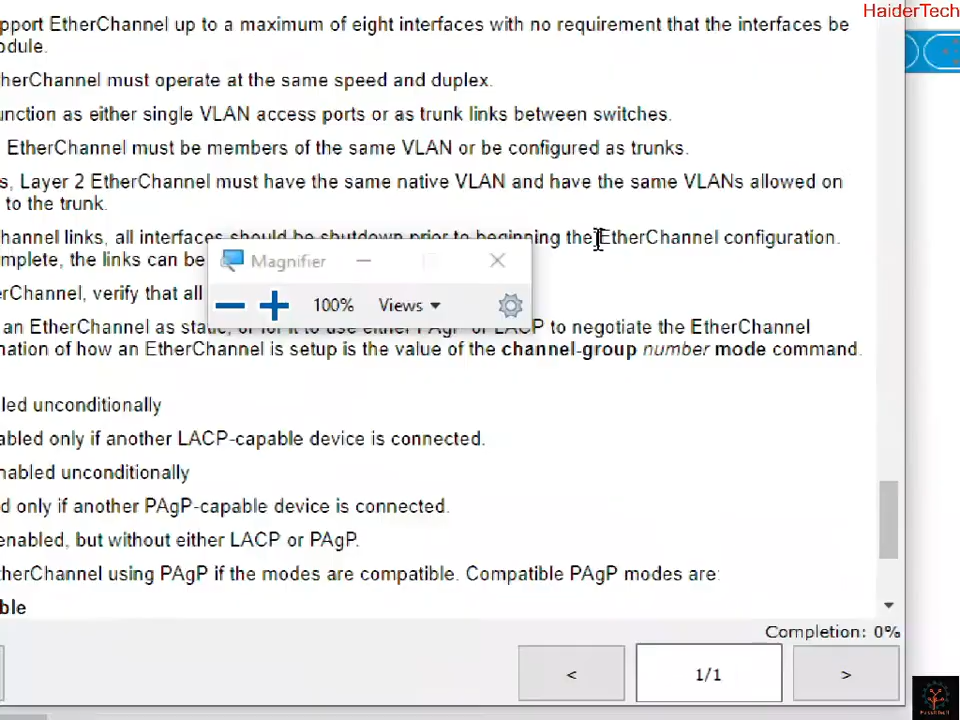 HaiderTech
pport EtherChannel up to a maximum of eight interfaces with no requirement that the interfaces be
odule.
therChannel must operate at the same speed and duplex.
unction as either single VLAN access ports or as trunk links between switches.
EtherChannel must be members of the same VLAN or be configured as trunks.
s, Layer 2 EtherChannel must have the same native VLAN and have the same VLANs allowed on
to the trunk.
hannel links, all interfaces should be shutdown prior to beginning the EtherChannel configuration.
mplete, the links can be
Magnifier
erChannel, verify that all
100% Views
an EtherChannel as static, or for it to use either PAgP or LACP to negotiate the EtherChannel
nation of how an EtherChannel is setup is the value of the channel-group number mode command.
led unconditionally
abled only if another LACP-capable device is connected.
nabled unconditionally
d only if another PAgP-capable device is connected.
enabled, but without either LACP or PAgP.
therChannel using PAgP if the modes are compatible. Compatible PAgP modes are:
ble
Completion: 0%
< 1/1 >